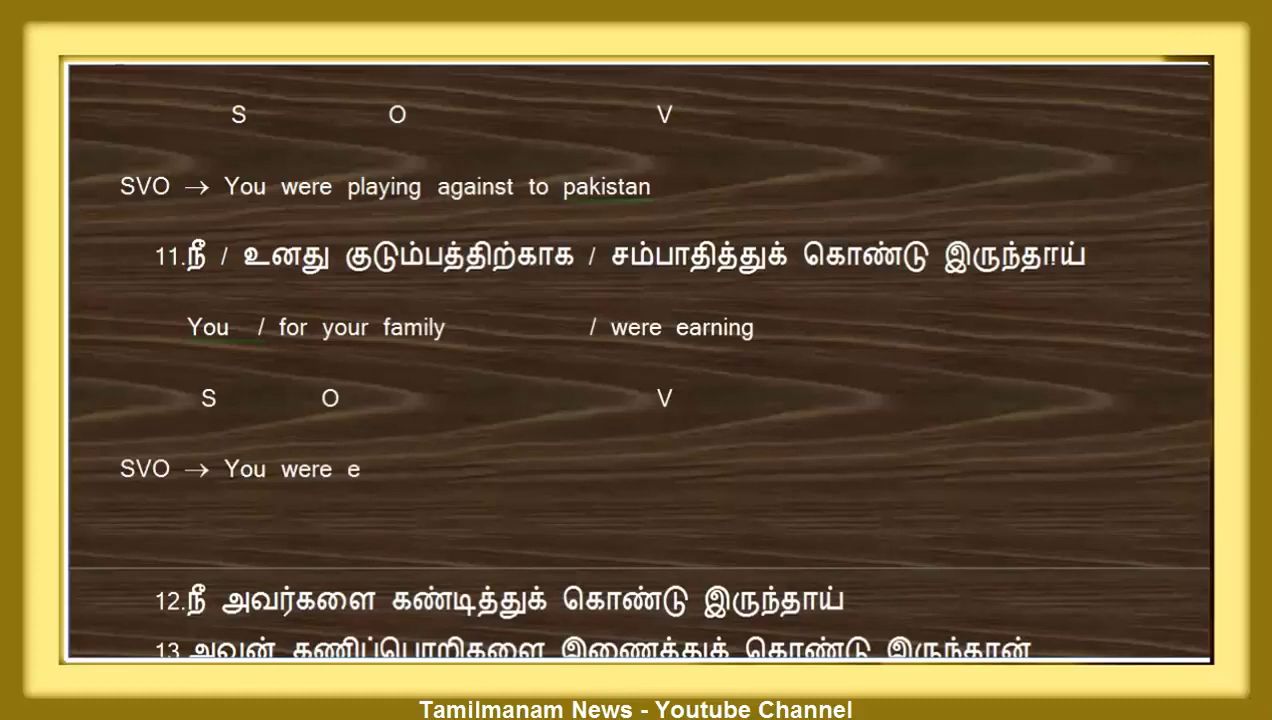 S O V
SVO → You were playing against to pakistan
11.நீ / உனது குடும்பத்திற்காக / சம்பாதித்துக் கொண்டு இருந்தாய்
You / for your family / were earning
S O V
SVO → You were e
12.நீ அவர்களை கண்டித்துக் கொண்டு இருந்தாய்
13 அவன் கணிப்பொறிகளை இணைத்துக் கொண்டு இருந்தான்
Tamilmanam News - Youtube Channel